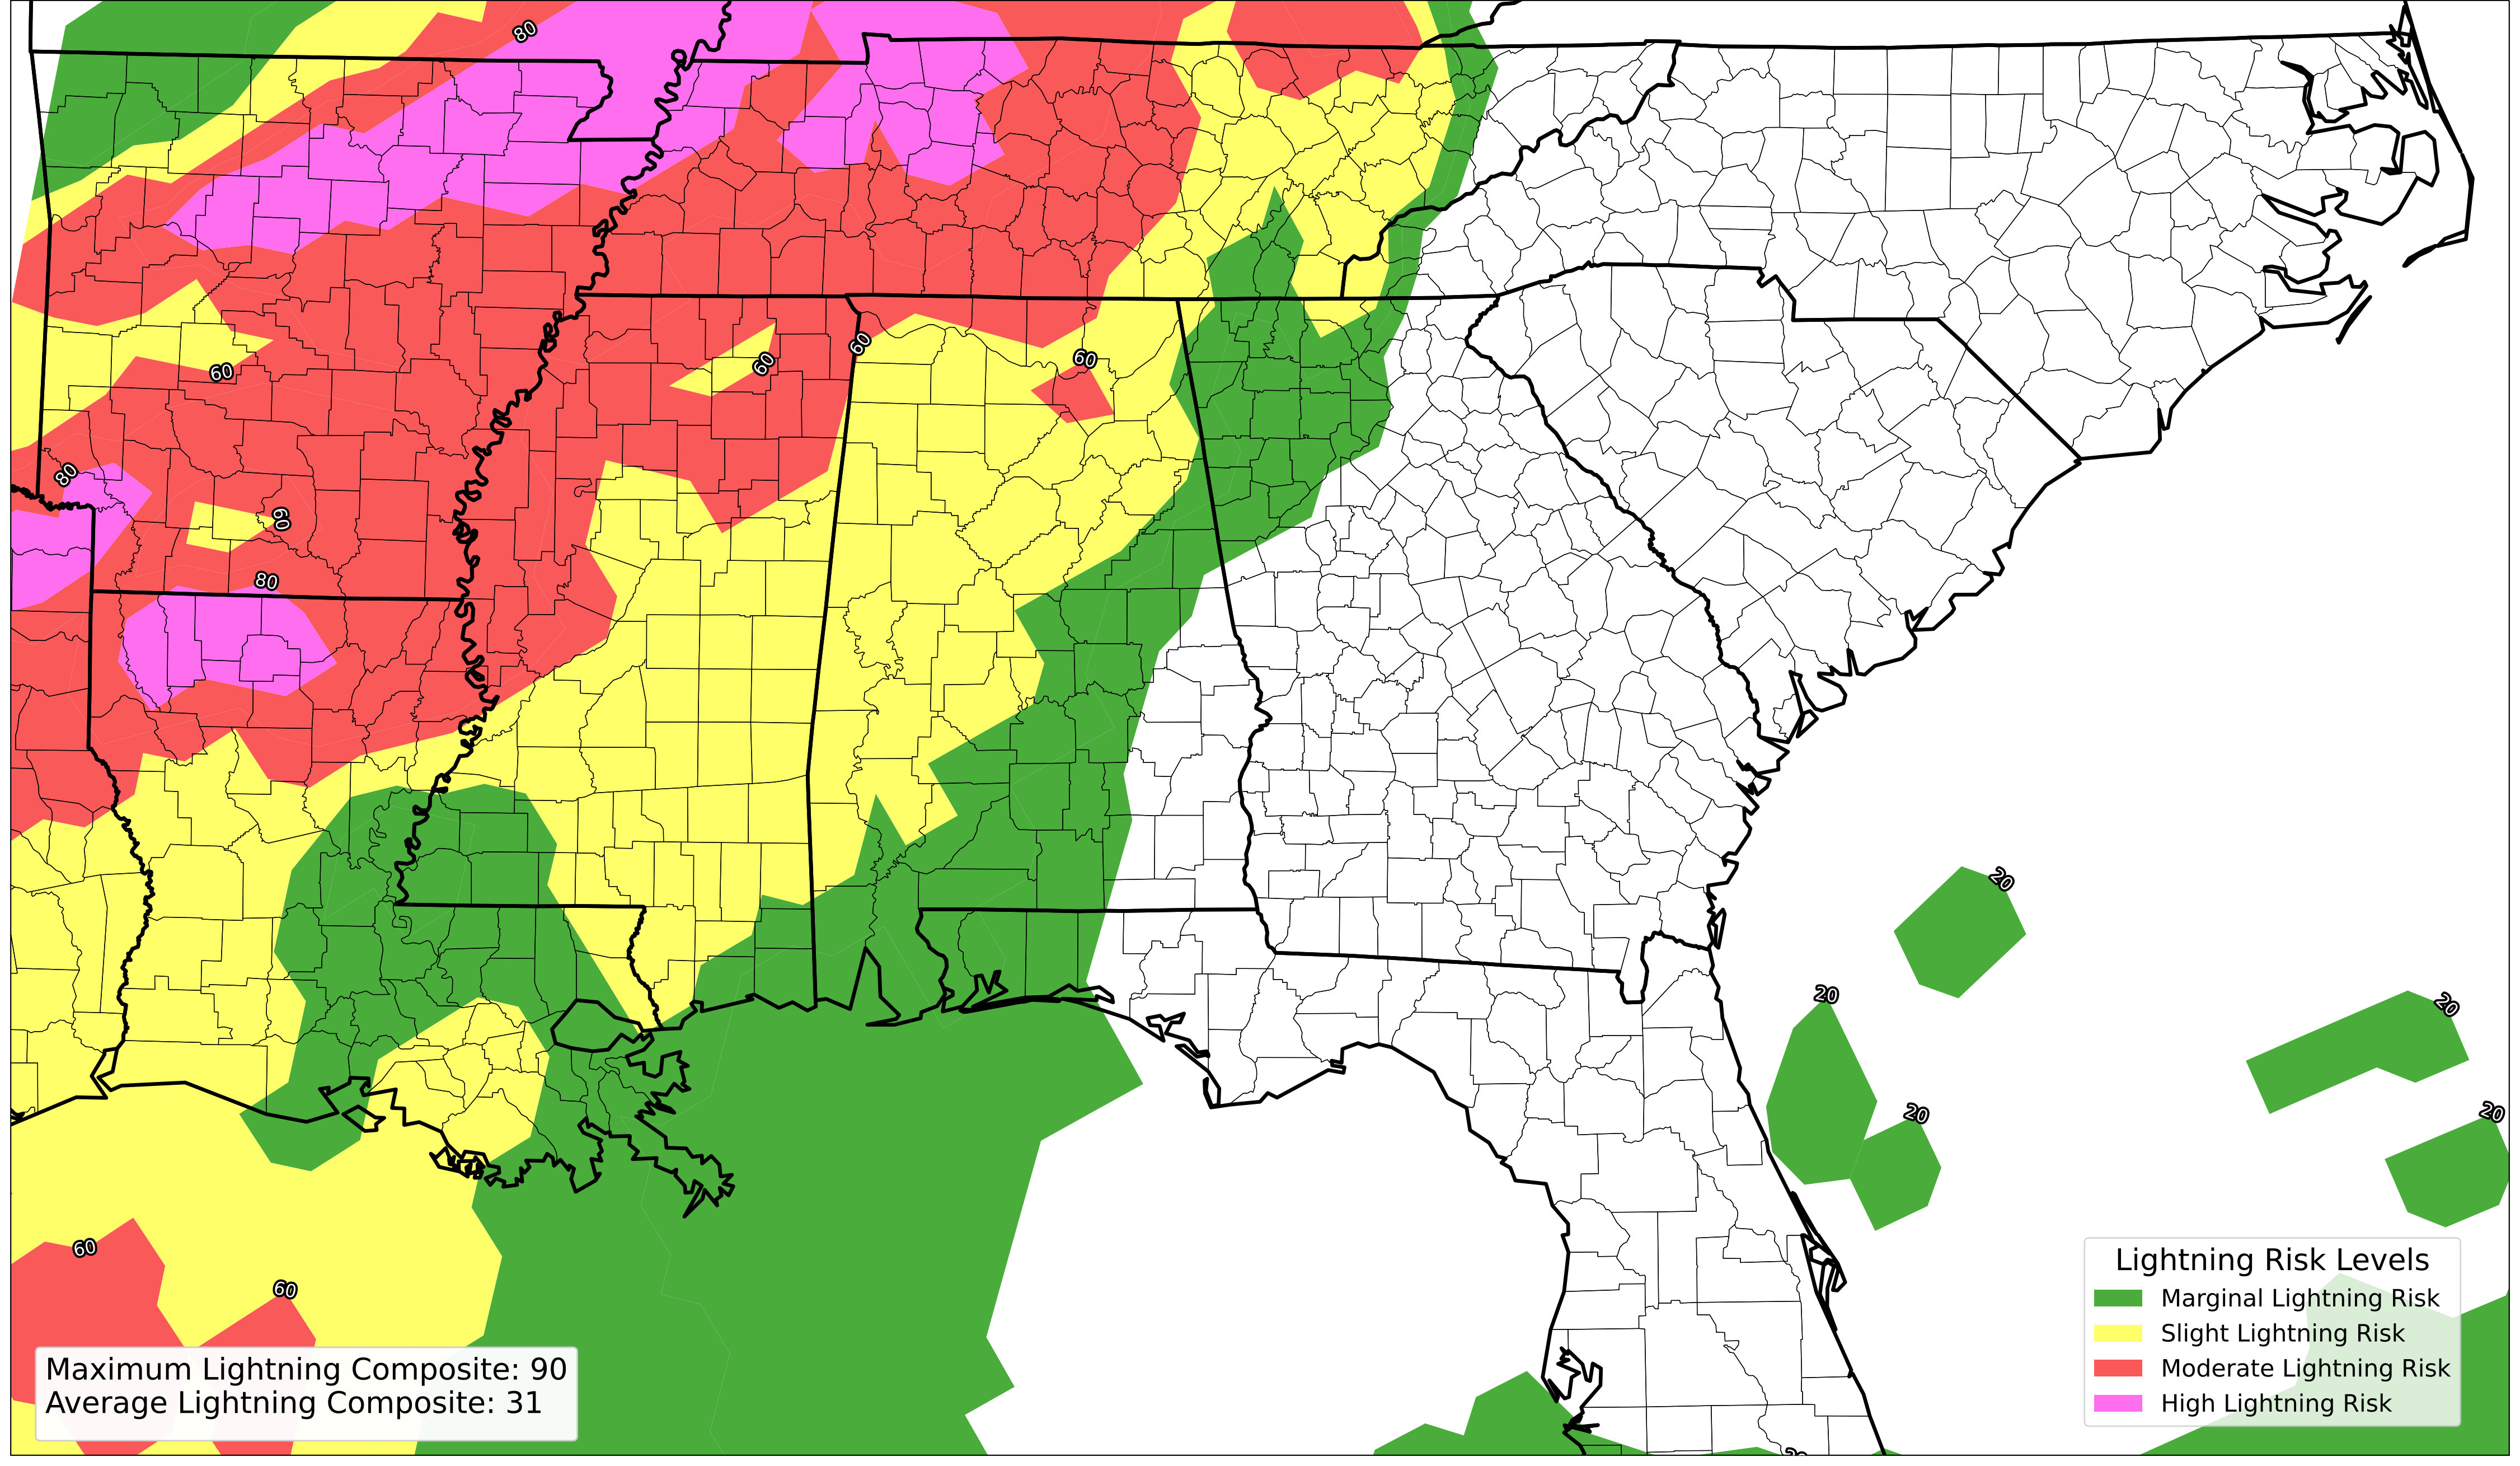 80
60
60
60
60
80
60
80
20
20
20
20
20
60
60
Lightning Risk Levels
Marginal Lightning Risk
Slight Lightning Risk
Moderate Lightning Risk
High Lightning Risk
Maximum Lightning Composite: 90
Average Lightning Composite: 31